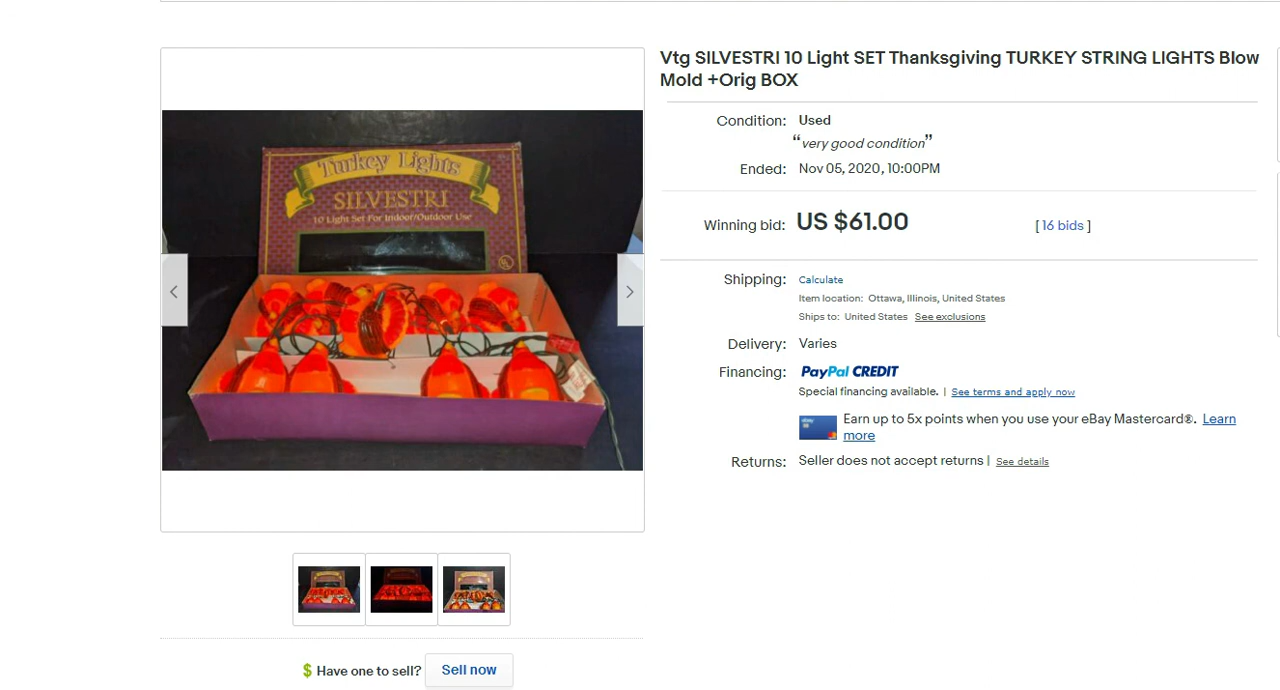 Vtg SILVESTRI 10 Light SET Thanksgiving TURKEY STRING LIGHTS Blow
Mold +Orig BOX
Condition: Used
“very good condition”
Ended: Nov 05, 2020, 10:00PM
Winning bid: US $61.00 [ 16 bids ]
Shipping: Calculate
Item location: Ottawa, Illinois, United States
Ships to: United States See exclusions
Delivery: Varies
Financing: PayPal CREDIT
Special financing available. | See terms and apply now
Earn up to 5x points when you use your eBay Mastercard®. Learn
more
Returns: Seller does not accept returns | See details
Turkey Lights
SILVESTRI
10 Light Set For Indoor/Outdoor Use
$ Have one to sell? Sell now